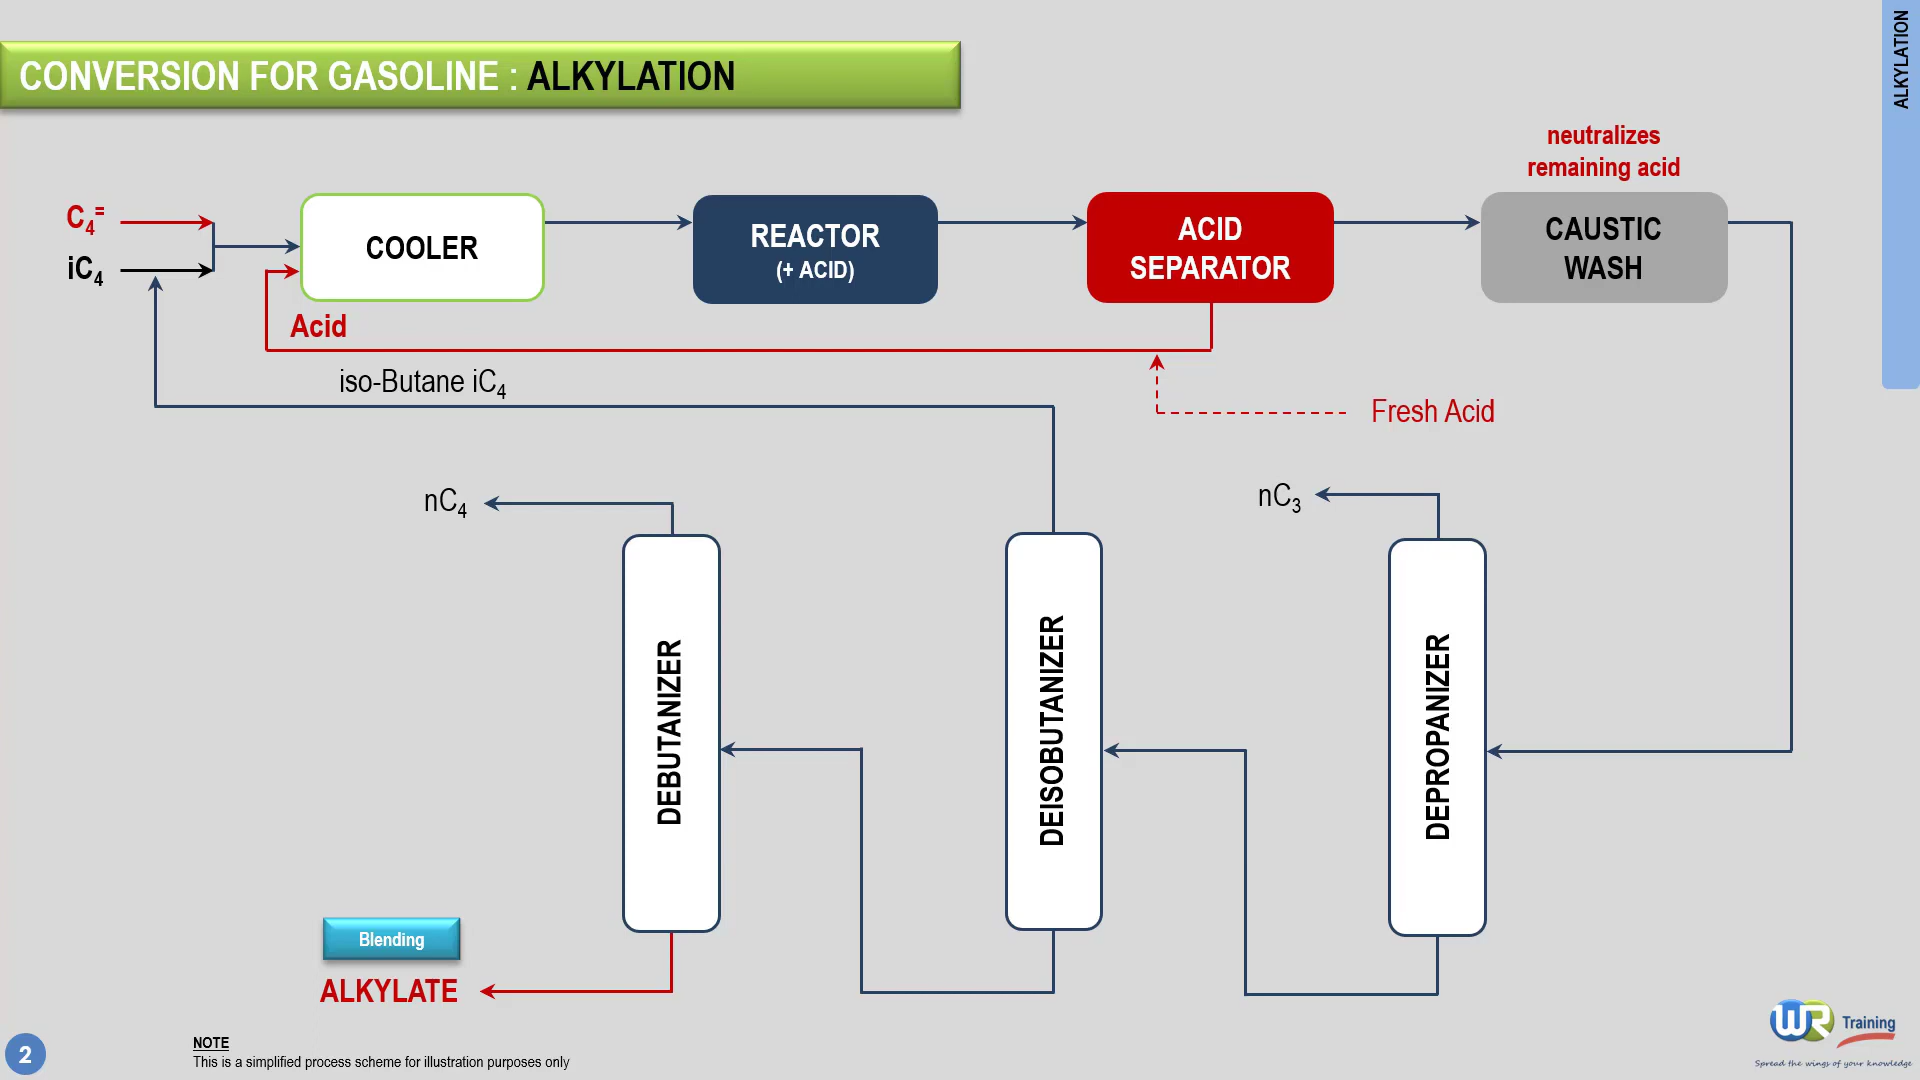 CONVERSION FOR GASOLINE : ALKYLATION
ALKYLATION
neutralizes
remaining acid
C₄⁼
iC₄
COOLER
REACTOR
(+ ACID)
ACID
SEPARATOR
CAUSTIC
WASH
Acid
iso-Butane iC₄
Fresh Acid
nC₄
nC₃
DEBUTANIZER
DEISOBUTANIZER
DEPROPANIZER
Blending
ALKYLATE
NOTE
This is a simplified process scheme for illustration purposes only
2
WR Training
Spread the wings of your knowledge